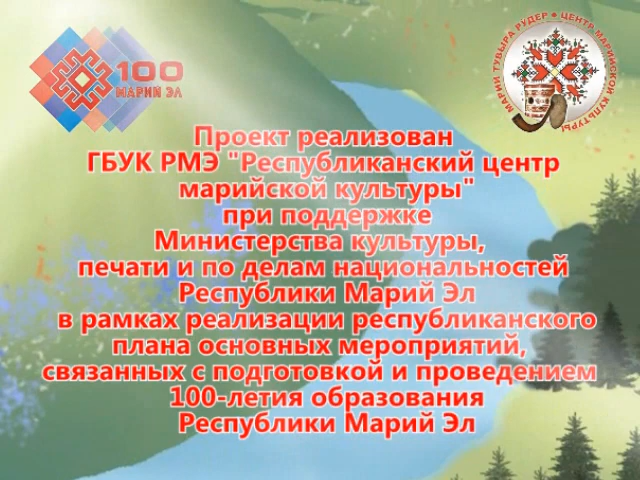 100
МАРИЙ ЭЛ
МАРИЙ ТУВЫРА РУДЕР • ЦЕНТР МАРИЙСКОЙ КУЛЬТУРЫ
Проект реализован
ГБУК РМЭ "Республиканский центр
марийской культуры"
при поддержке
Министерства культуры,
печати и по делам национальностей
Республики Марий Эл
в рамках реализации республиканского
плана основных мероприятий,
связанных с подготовкой и проведением
100-летия образования
Республики Марий Эл